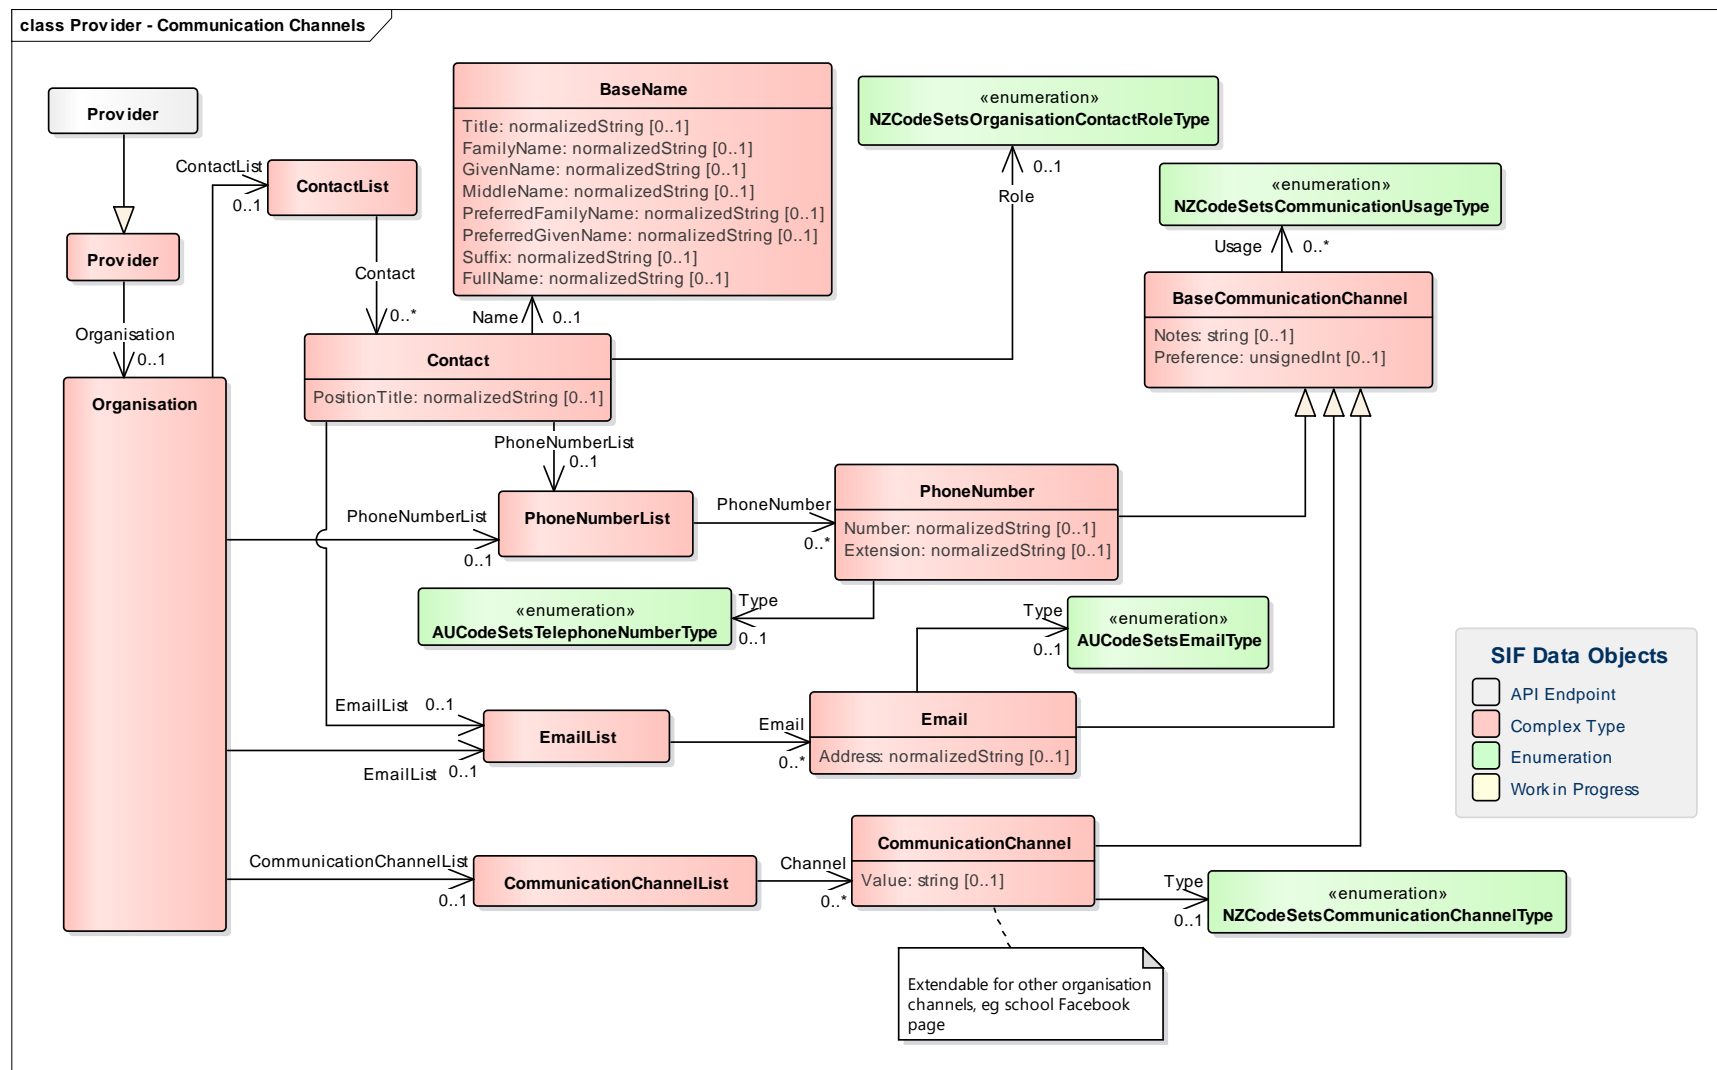 class Provider - Communication Channels
Provider
Provider
Organisation
0..1
Organisation
ContactList
0..1
ContactList
Contact
0..*
BaseName
Title: normalizedString [0..1]
FamilyName: normalizedString [0..1]
GivenName: normalizedString [0..1]
MiddleName: normalizedString [0..1]
PreferredFamilyName: normalizedString [0..1]
PreferredGivenName: normalizedString [0..1]
Suffix: normalizedString [0..1]
FullName: normalizedString [0..1]
Name
0..1
Contact
PositionTitle: normalizedString [0..1]
«enumeration»
NZCodeSetsOrganisationContactRoleType
0..1
Role
«enumeration»
NZCodeSetsCommunicationUsageType
Usage
0..*
BaseCommunicationChannel
Notes: string [0..1]
Preference: unsignedInt [0..1]
PhoneNumberList
0..1
PhoneNumberList
0..1
PhoneNumberList
PhoneNumber
0..*
PhoneNumber
Number: normalizedString [0..1]
Extension: normalizedString [0..1]
Type
0..1
«enumeration»
AUCodeSetsTelephoneNumberType
Type
0..1
«enumeration»
AUCodeSetsEmailType
EmailList
0..1
EmailList
0..1
EmailList
Email
0..*
Email
Address: normalizedString [0..1]
CommunicationChannelList
0..1
CommunicationChannelList
Channel
0..*
CommunicationChannel
Value: string [0..1]
Type
0..1
«enumeration»
NZCodeSetsCommunicationChannelType
Extendable for other organisation
channels, eg school Facebook
page
SIF Data Objects
API Endpoint
Complex Type
Enumeration
Work in Progress